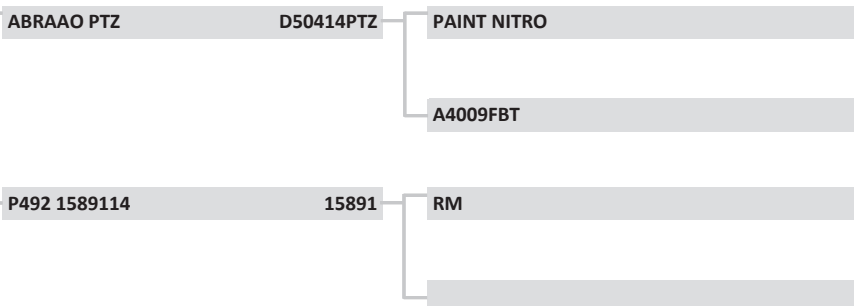 ABRAAO PTZ D50414PTZ PAINT NITRO
A4009FBT
P492 1589114 15891 RM